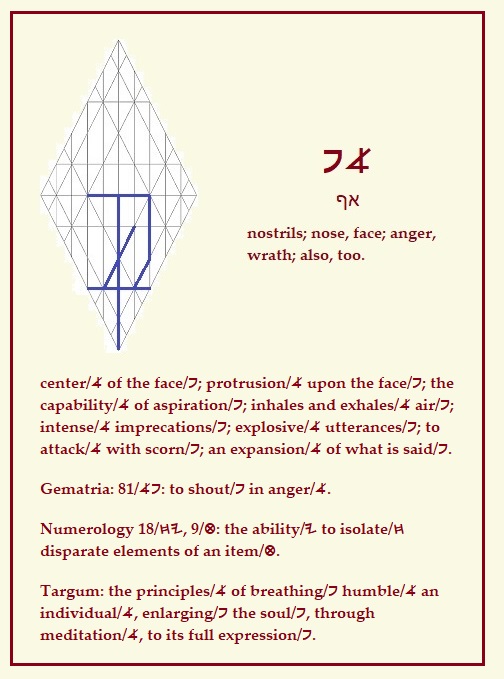 𐤀𐤐
אף
nostrils; nose, face; anger,
wrath; also, too.
center/𐤀 of the face/𐤐; protrusion/𐤀 upon the face/𐤐; the
capability/𐤀 of aspiration/𐤐; inhales and exhales/𐤀 air/𐤐;
intense/𐤀 imprecations/𐤐; explosive/𐤀 utterances/𐤐; to
attack/𐤀 with scorn/𐤐; an expansion/𐤀 of what is said/𐤐.
Gematria: 81/𐤀𐤐: to shout/𐤐 in anger/𐤀.
Numerology 18/𐤇𐤉, 9/𐤈: the ability/𐤉 to isolate/𐤇
disparate elements of an item/𐤈.
Targum: the principles/𐤀 of breathing/𐤐 humble/𐤀 an
individual/𐤀, enlarging/𐤐 the soul/𐤐, through
meditation/𐤀, to its full expression/𐤐.